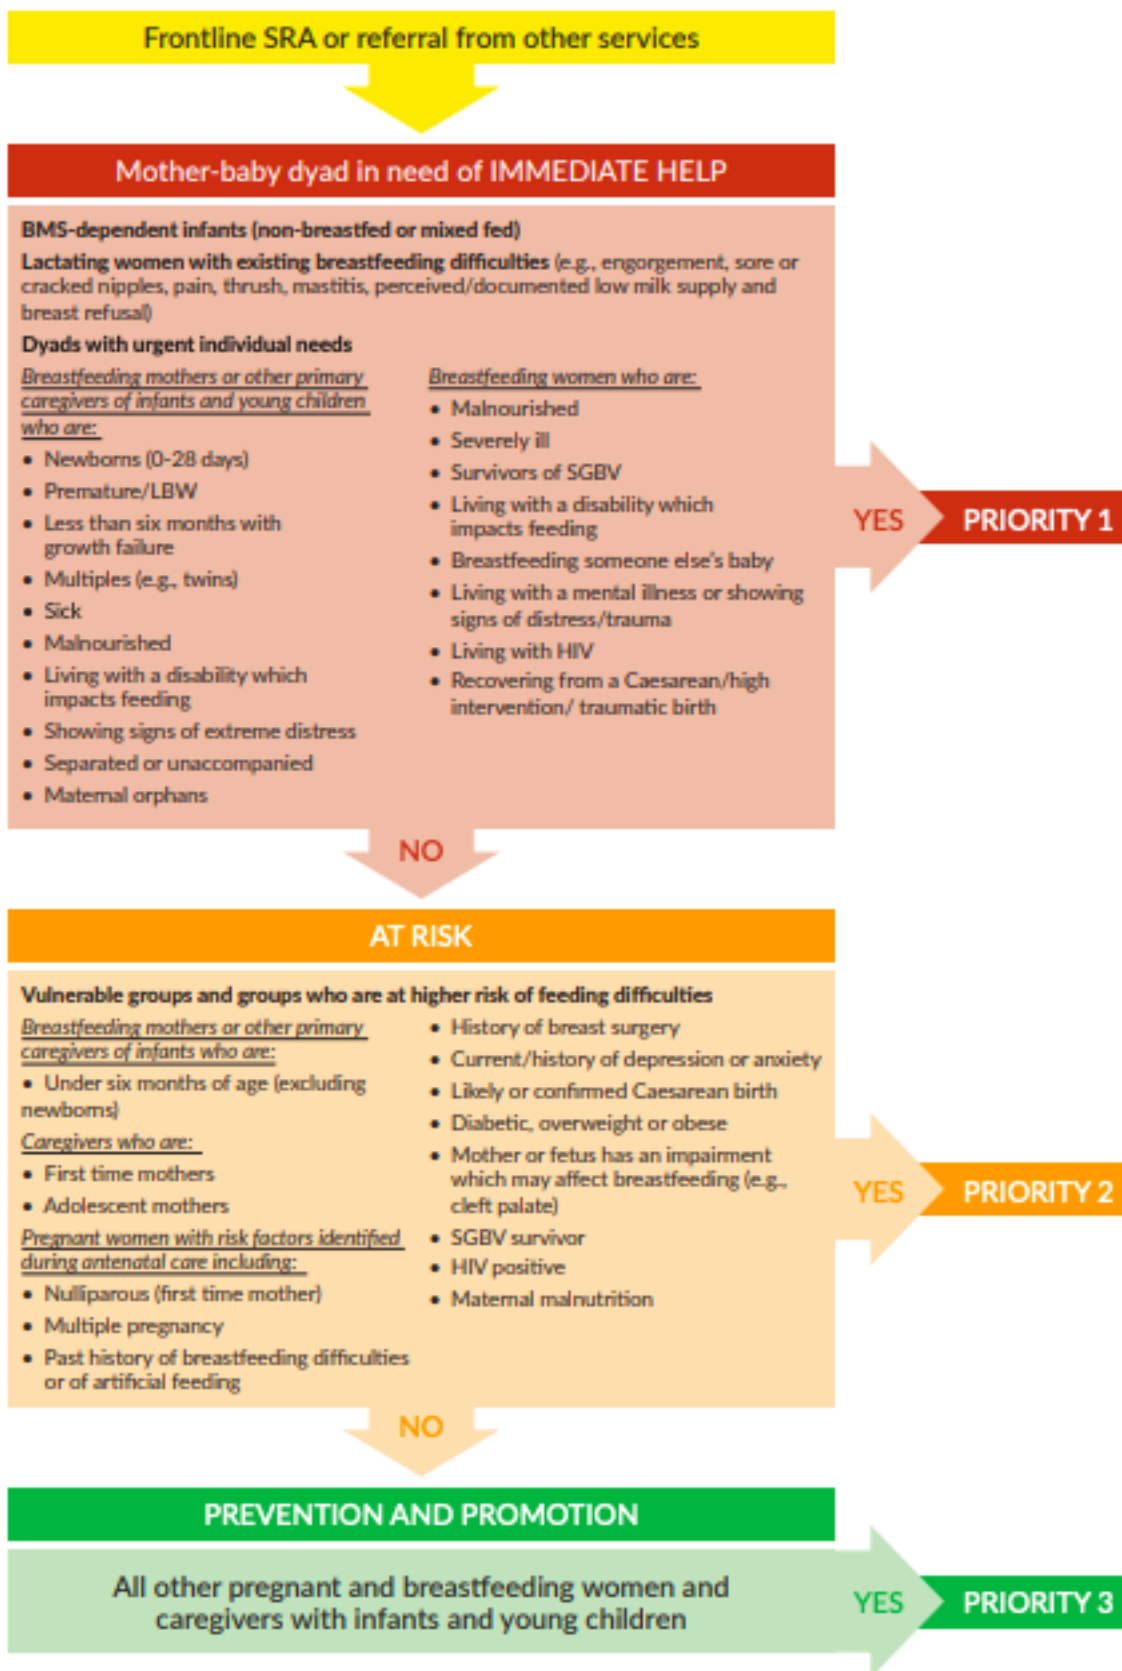 Frontline SRA or referral from other services
Mother-baby dyad in need of IMMEDIATE HELP
BMS-dependent infants (non-breastfed or mixed fed)
Lactating women with existing breastfeeding difficulties (e.g., engorgement, sore or
cracked nipples, pain, thrush, mastitis, perceived/documented low milk supply and
breast refusal)
Dyads with urgent individual needs
Breastfeeding mothers or other primary
caregivers of infants and young children
who are:
• Newborns (0-28 days)
• Premature/LBW
• Less than six months with
growth failure
• Multiples (e.g., twins)
• Sick
• Malnourished
• Living with a disability which
impacts feeding
• Showing signs of extreme distress
• Separated or unaccompanied
• Maternal orphans
Breastfeeding women who are:
• Malnourished
• Severely ill
• Survivors of SGBV
• Living with a disability which
impacts feeding
• Breastfeeding someone else's baby
• Living with a mental illness or showing
signs of distress/trauma
• Living with HIV
• Recovering from a Caesarean/high
intervention/ traumatic birth
YES
PRIORITY 1
NO
AT RISK
Vulnerable groups and groups who are at higher risk of feeding difficulties
Breastfeeding mothers or other primary
caregivers of infants who are:
• Under six months of age (excluding
newborns)
Caregivers who are:
• First time mothers
• Adolescent mothers
Pregnant women with risk factors identified
during antenatal care including:
• Nulliparous (first time mother)
• Multiple pregnancy
• Past history of breastfeeding difficulties
or of artificial feeding
• History of breast surgery
• Current/history of depression or anxiety
• Likely or confirmed Caesarean birth
• Diabetic, overweight or obese
• Mother or fetus has an impairment
which may affect breastfeeding (e.g.,
cleft palate)
• SGBV survivor
• HIV positive
• Maternal malnutrition
YES
PRIORITY 2
NO
PREVENTION AND PROMOTION
All other pregnant and breastfeeding women and
caregivers with infants and young children
YES
PRIORITY 3